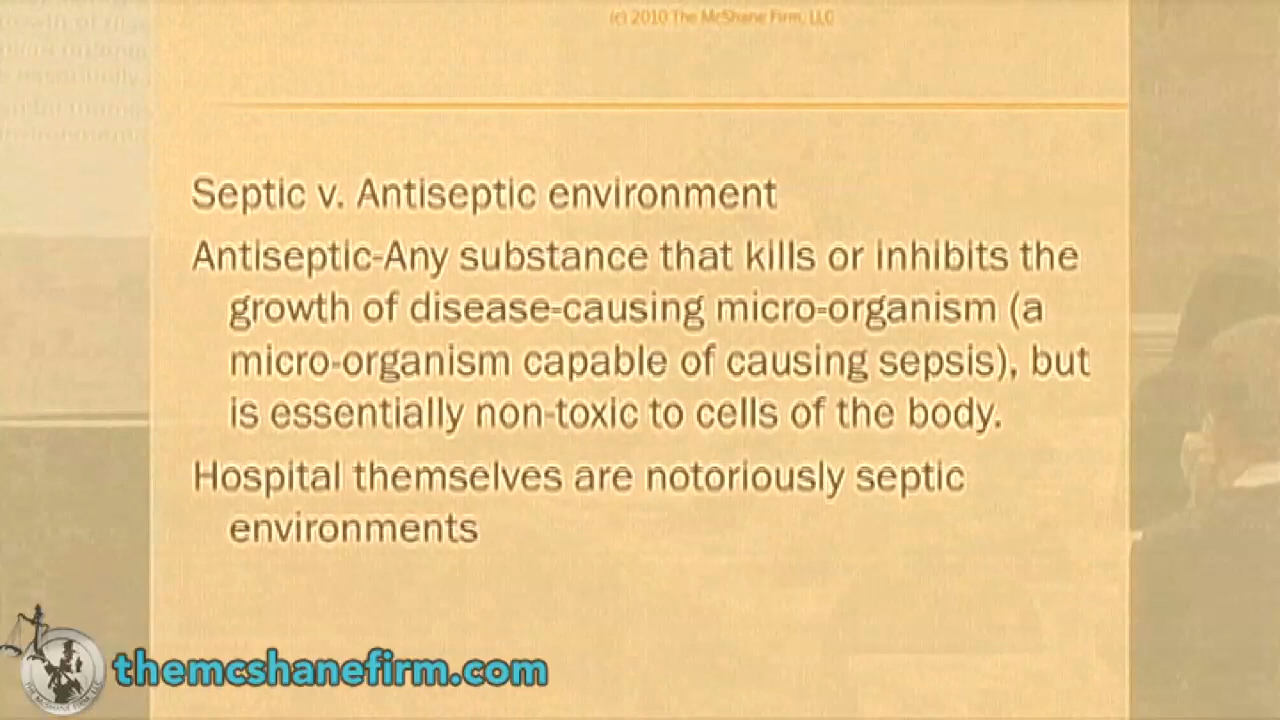 (c) 2010 The McShane Firm, LLC
Septic v. Antiseptic environment
Antiseptic-Any substance that kills or inhibits the
growth of disease-causing micro-organism (a
micro-organism capable of causing sepsis), but
is essentially non-toxic to cells of the body.
Hospital themselves are notoriously septic
environments
themcshanefirm.com